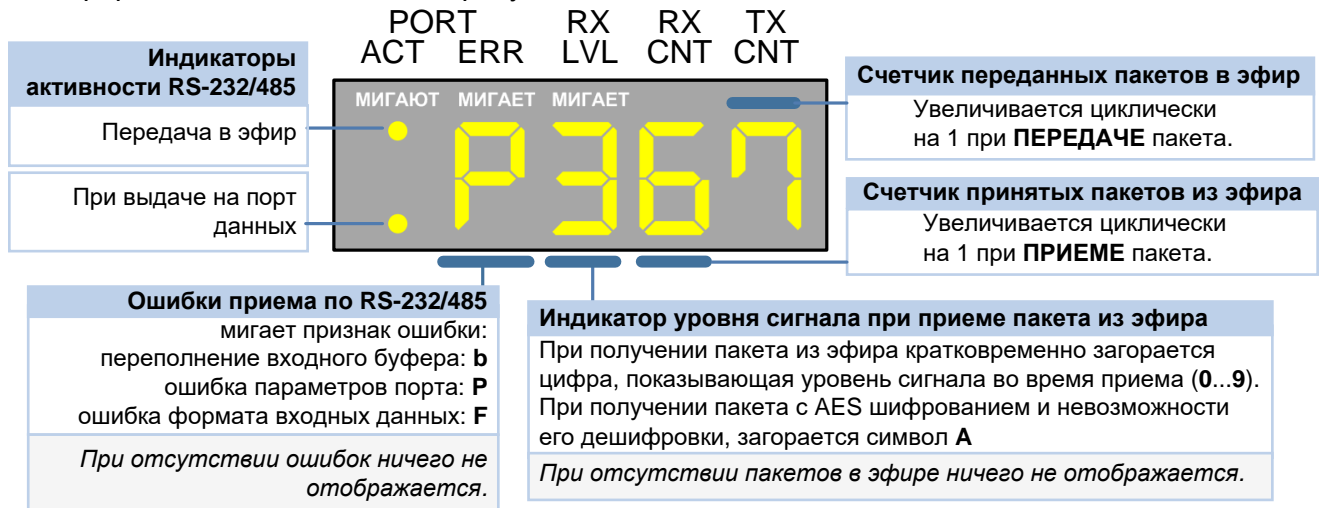 PORT RX RX TX
ACT ERR LVL CNT CNT
Индикаторы
активности RS-232/485
Передача в эфир
При выдаче на порт
данных
МИГАЮТ МИГАЕТ МИГАЕТ
P367
Счетчик переданных пакетов в эфир
Увеличивается циклически
на 1 при ПЕРЕДАЧЕ пакета.
Счетчик принятых пакетов из эфира
Увеличивается циклически
на 1 при ПРИЕМЕ пакета.
Ошибки приема по RS-232/485
мигает признак ошибки:
переполнение входного буфера: b
ошибка параметров порта: P
ошибка формата входных данных: F
При отсутствии ошибок ничего не
отображается.
Индикатор уровня сигнала при приеме пакета из эфира
При получении пакета из эфира кратковременно загорается
цифра, показывающая уровень сигнала во время приема (0...9).
При получении пакета с AES шифрованием и невозможности
его дешифровки, загорается символ A
При отсутствии пакетов в эфире ничего не отображается.